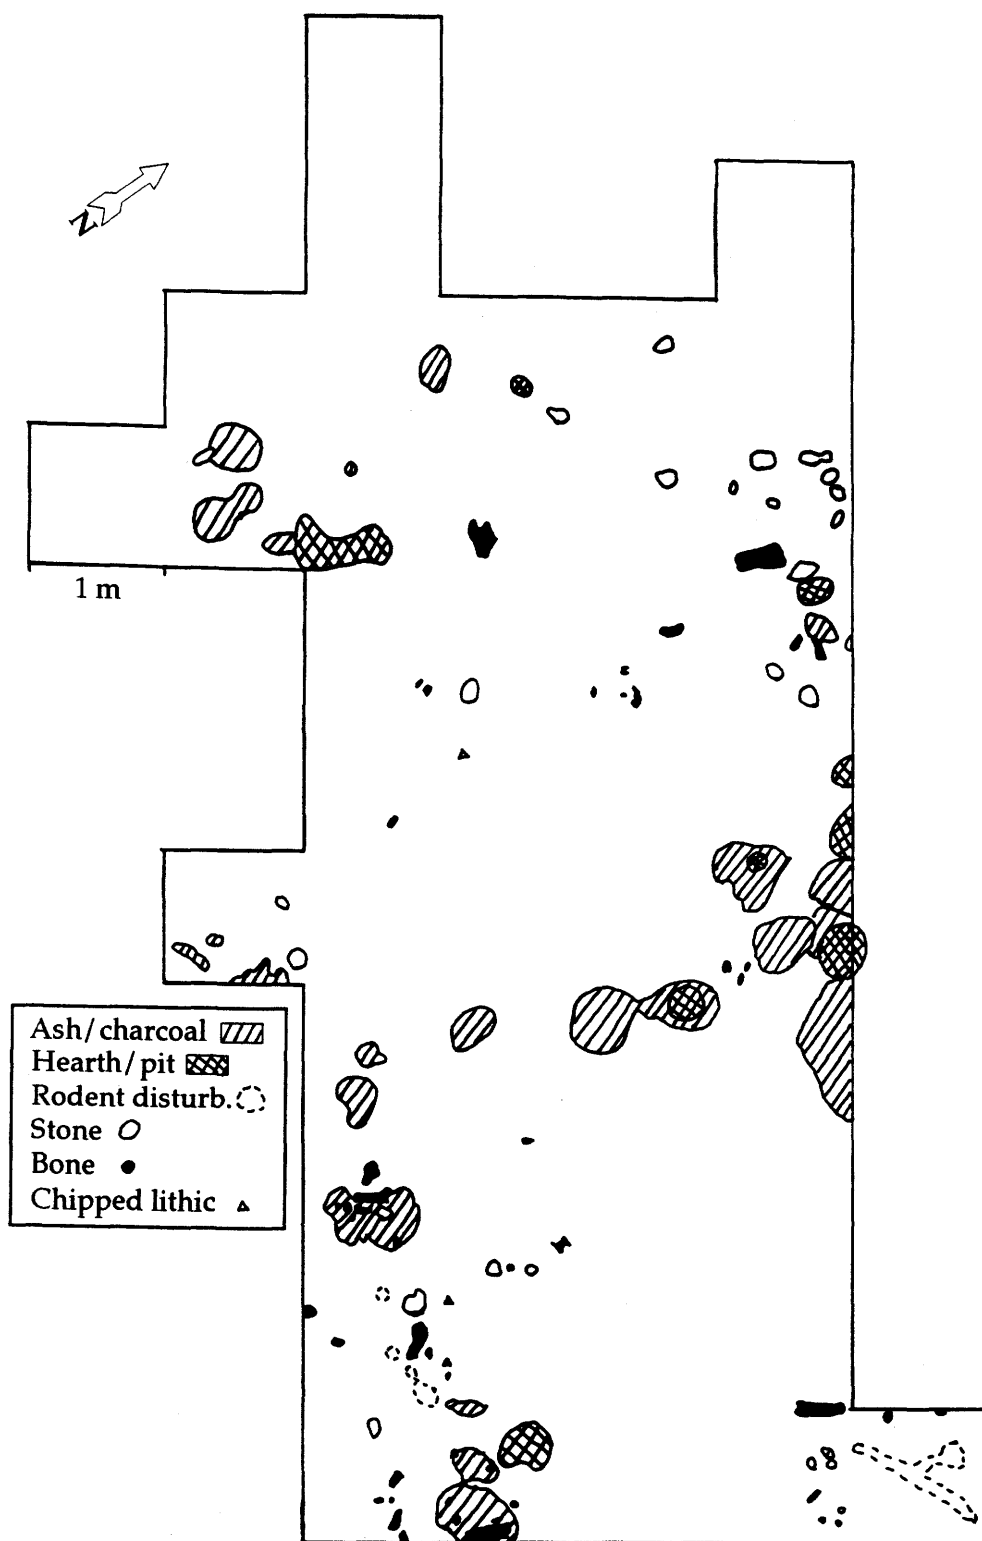 N
1 m
Ash/charcoal
Hearth/pit
Rodent disturb.
Stone
Bone
Chipped lithic